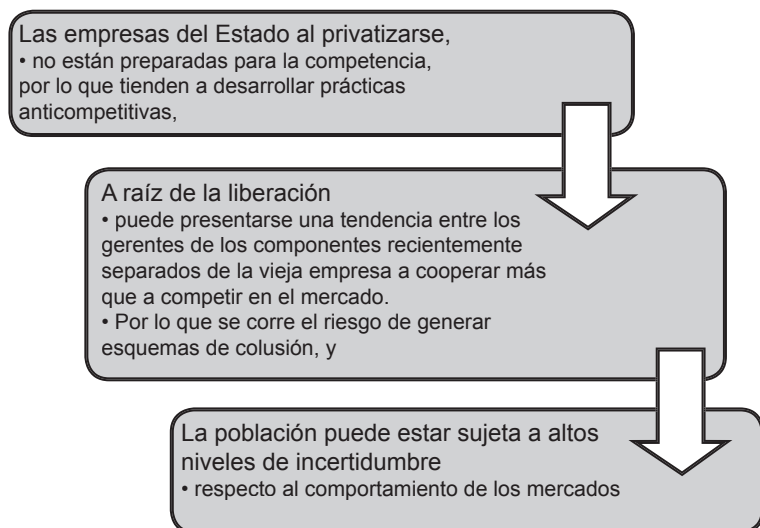 Las empresas del Estado al privatizarse,
• no están preparadas para la competencia,
por lo que tienden a desarrollar prácticas
anticompetitivas,
A raíz de la liberación
• puede presentarse una tendencia entre los
gerentes de los componentes recientemente
separados de la vieja empresa a cooperar más
que a competir en el mercado.
• Por lo que se corre el riesgo de generar
esquemas de colusión, y
La población puede estar sujeta a altos
niveles de incertidumbre
• respecto al comportamiento de los mercados